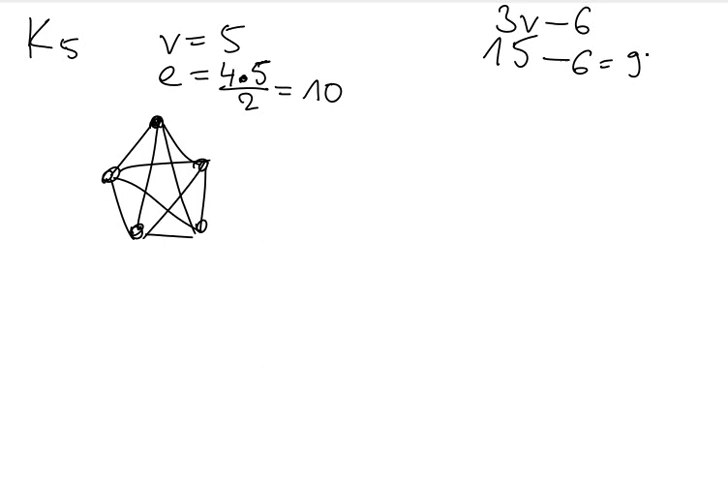 K5
v = 5
e = 4.5/2 = 10
3v - 6
15 - 6 = 9.